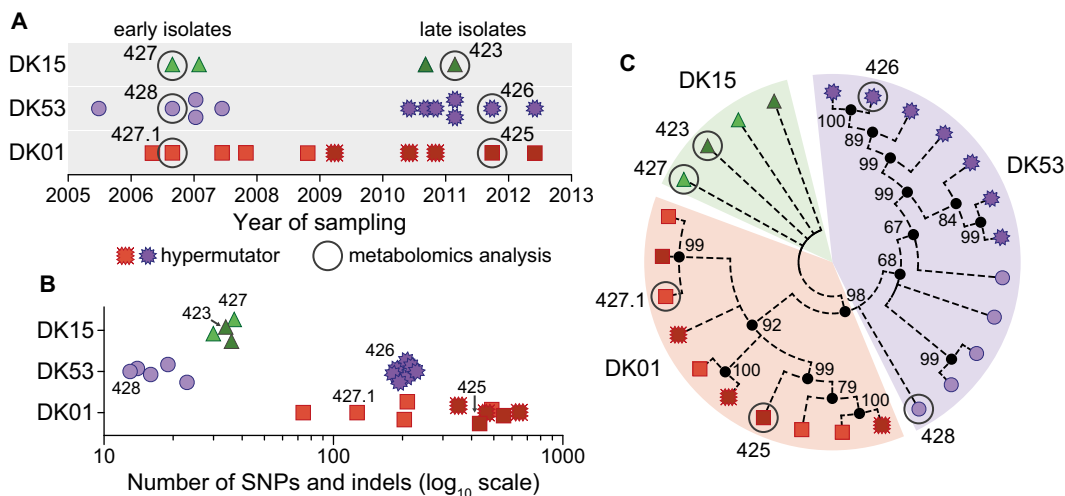 A
early isolates
late isolates
DK15
427
423
DK53
428
426
DK01
427.1
425
2005 2006 2007 2008 2009 2010 2011 2012 2013
Year of sampling
hypermutator
metabolomics analysis
B
DK15
423
427
DK53
428
426
DK01
427.1
425
10
100
1000
Number of SNPs and indels (log10 scale)
C
DK15
426
423
427
DK53
100
89
99
99
84
99
67
68
99
98
427.1
99
92
DK01
100
99
79
100
425
428